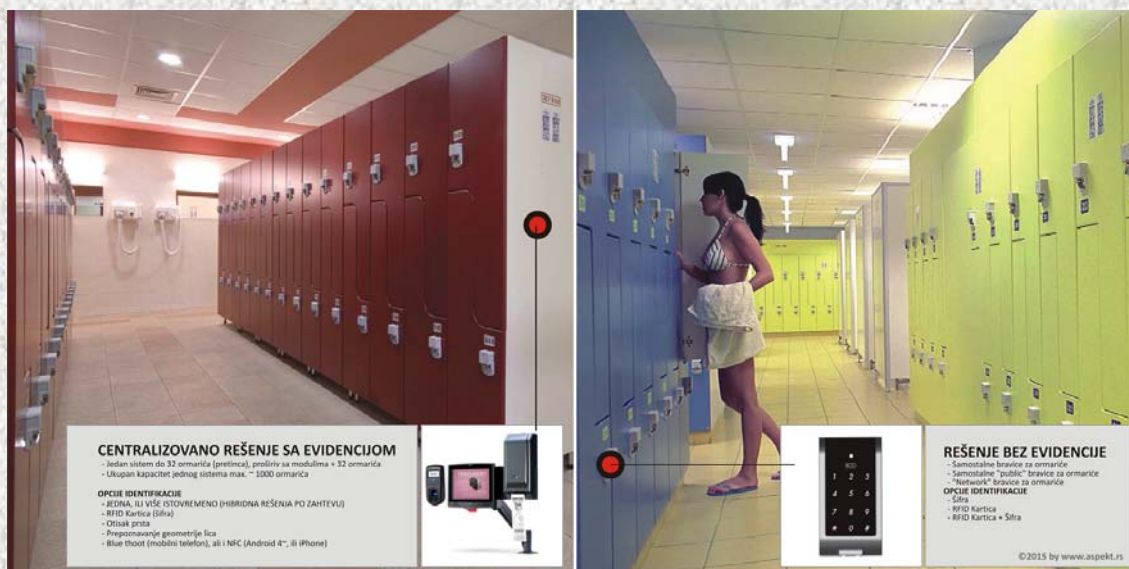 CENTRALIZOVANO REŠENJE SA EVIDENCIJOM
- Jedan sistem do 32 ormarića (pretinca), proširiv sa modulima + 32 ormarića
- Ukupan kapacitet jednog sistema max. ~ 1000 ormarića
OPCIJE IDENTIFIKACIJE
- JEDNA, ILI VIŠE ISTOVREMENO (HIBRIDNA REŠENJA PO ZAHTEVU)
- RFID Kartica (šifra)
- Otisak prsta
- Prepoznavanje geometrije lica
- Blue thoot (mobilni telefon), ali i NFC (Android 4~, ili iPhone)
1 2 3
4 5 6
7 8 9
* 0 #
REŠENJE BEZ EVIDENCIJE
- Samostalne bravice za ormariće
- Samostalne "public" bravice za ormariće
- "Network" bravice za ormariće
OPCIJE IDENTIFIKACIJE
- Šifra
- RFID Kartica
- RFID Kartica + Šifra
©2015 by www.aspekt.rs